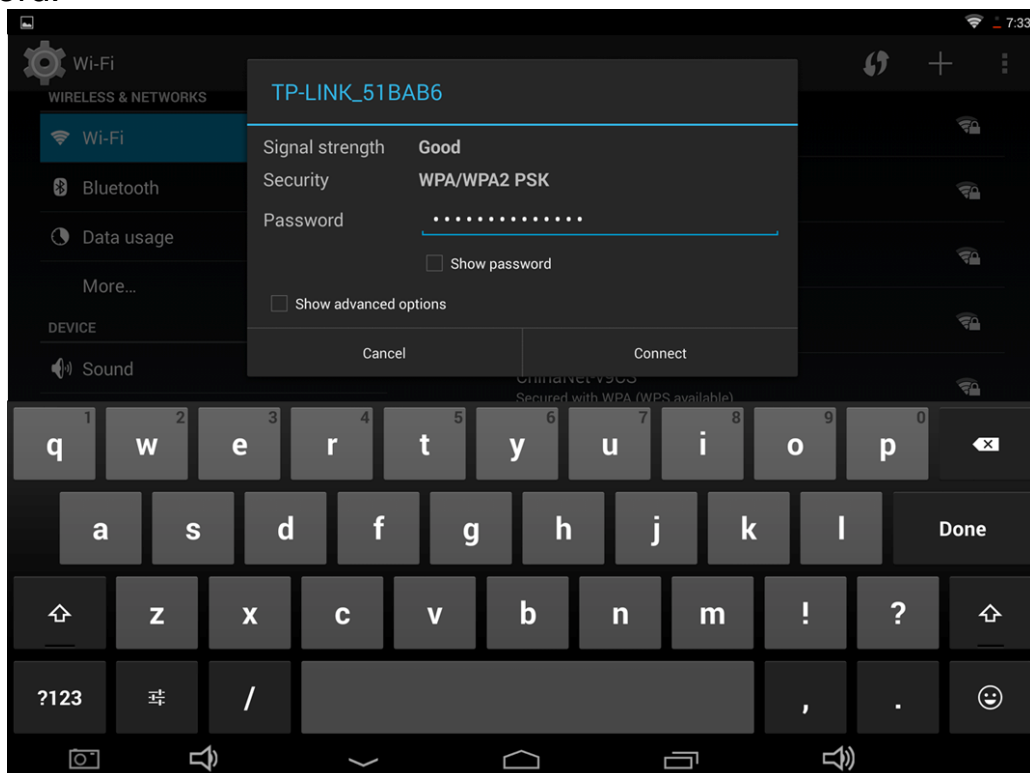 7:33
Wi-Fi
WIRELESS & NETWORKS
Wi-Fi
Bluetooth
Data usage
More...
DEVICE
Sound
TP-LINK_51BAB6
Signal strength Good
Security WPA/WPA2 PSK
Password ••••••••••••••
Show password
Show advanced options
Cancel Connect
Secured with WPA (WPS available)
1 2 3 4 5 6 7 8 9 0
q w e r t y u i o p
a s d f g h j k l Done
z x c v b n m ! ?
?123 / , .